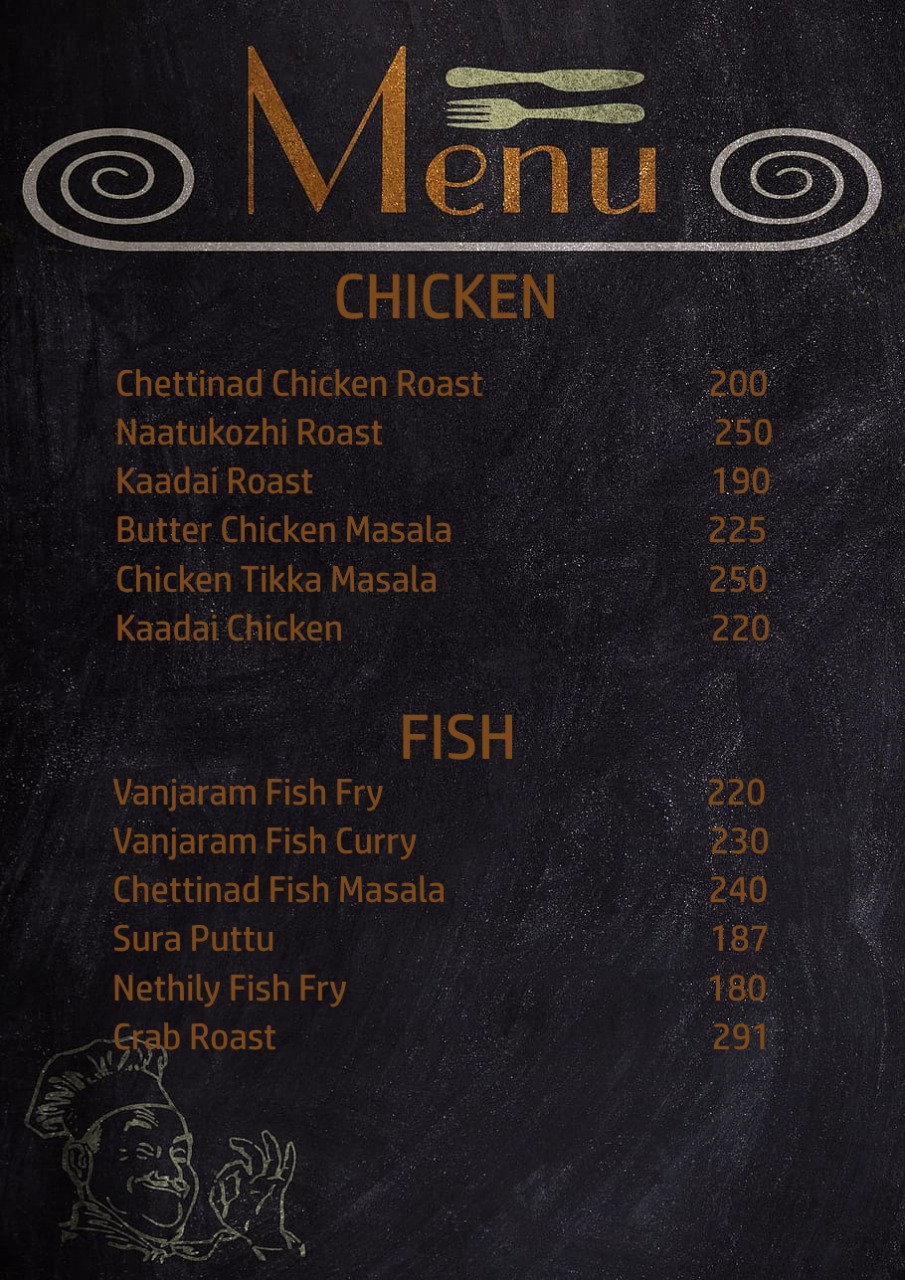 Menu
CHICKEN
Chettinad Chicken Roast 200
Naatukozhi Roast 250
Kaadai Roast 190
Butter Chicken Masala 225
Chicken Tikka Masala 250
Kaadai Chicken 220
FISH
Vanjaram Fish Fry 220
Vanjaram Fish Curry 230
Chettinad Fish Masala 240
Sura Puttu 187
Nethily Fish Fry 180
Crab Roast 291